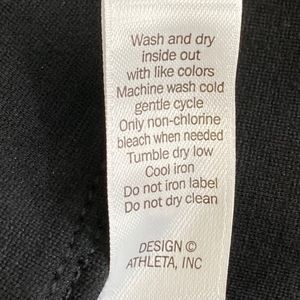 Wash and dry
inside out
with like colors
Machine wash cold
gentle cycle
Only non-chlorine
bleach when needed
Tumble dry low
Cool iron
Do not iron label
Do not dry clean
DESIGN ©
ATHLETA, INC